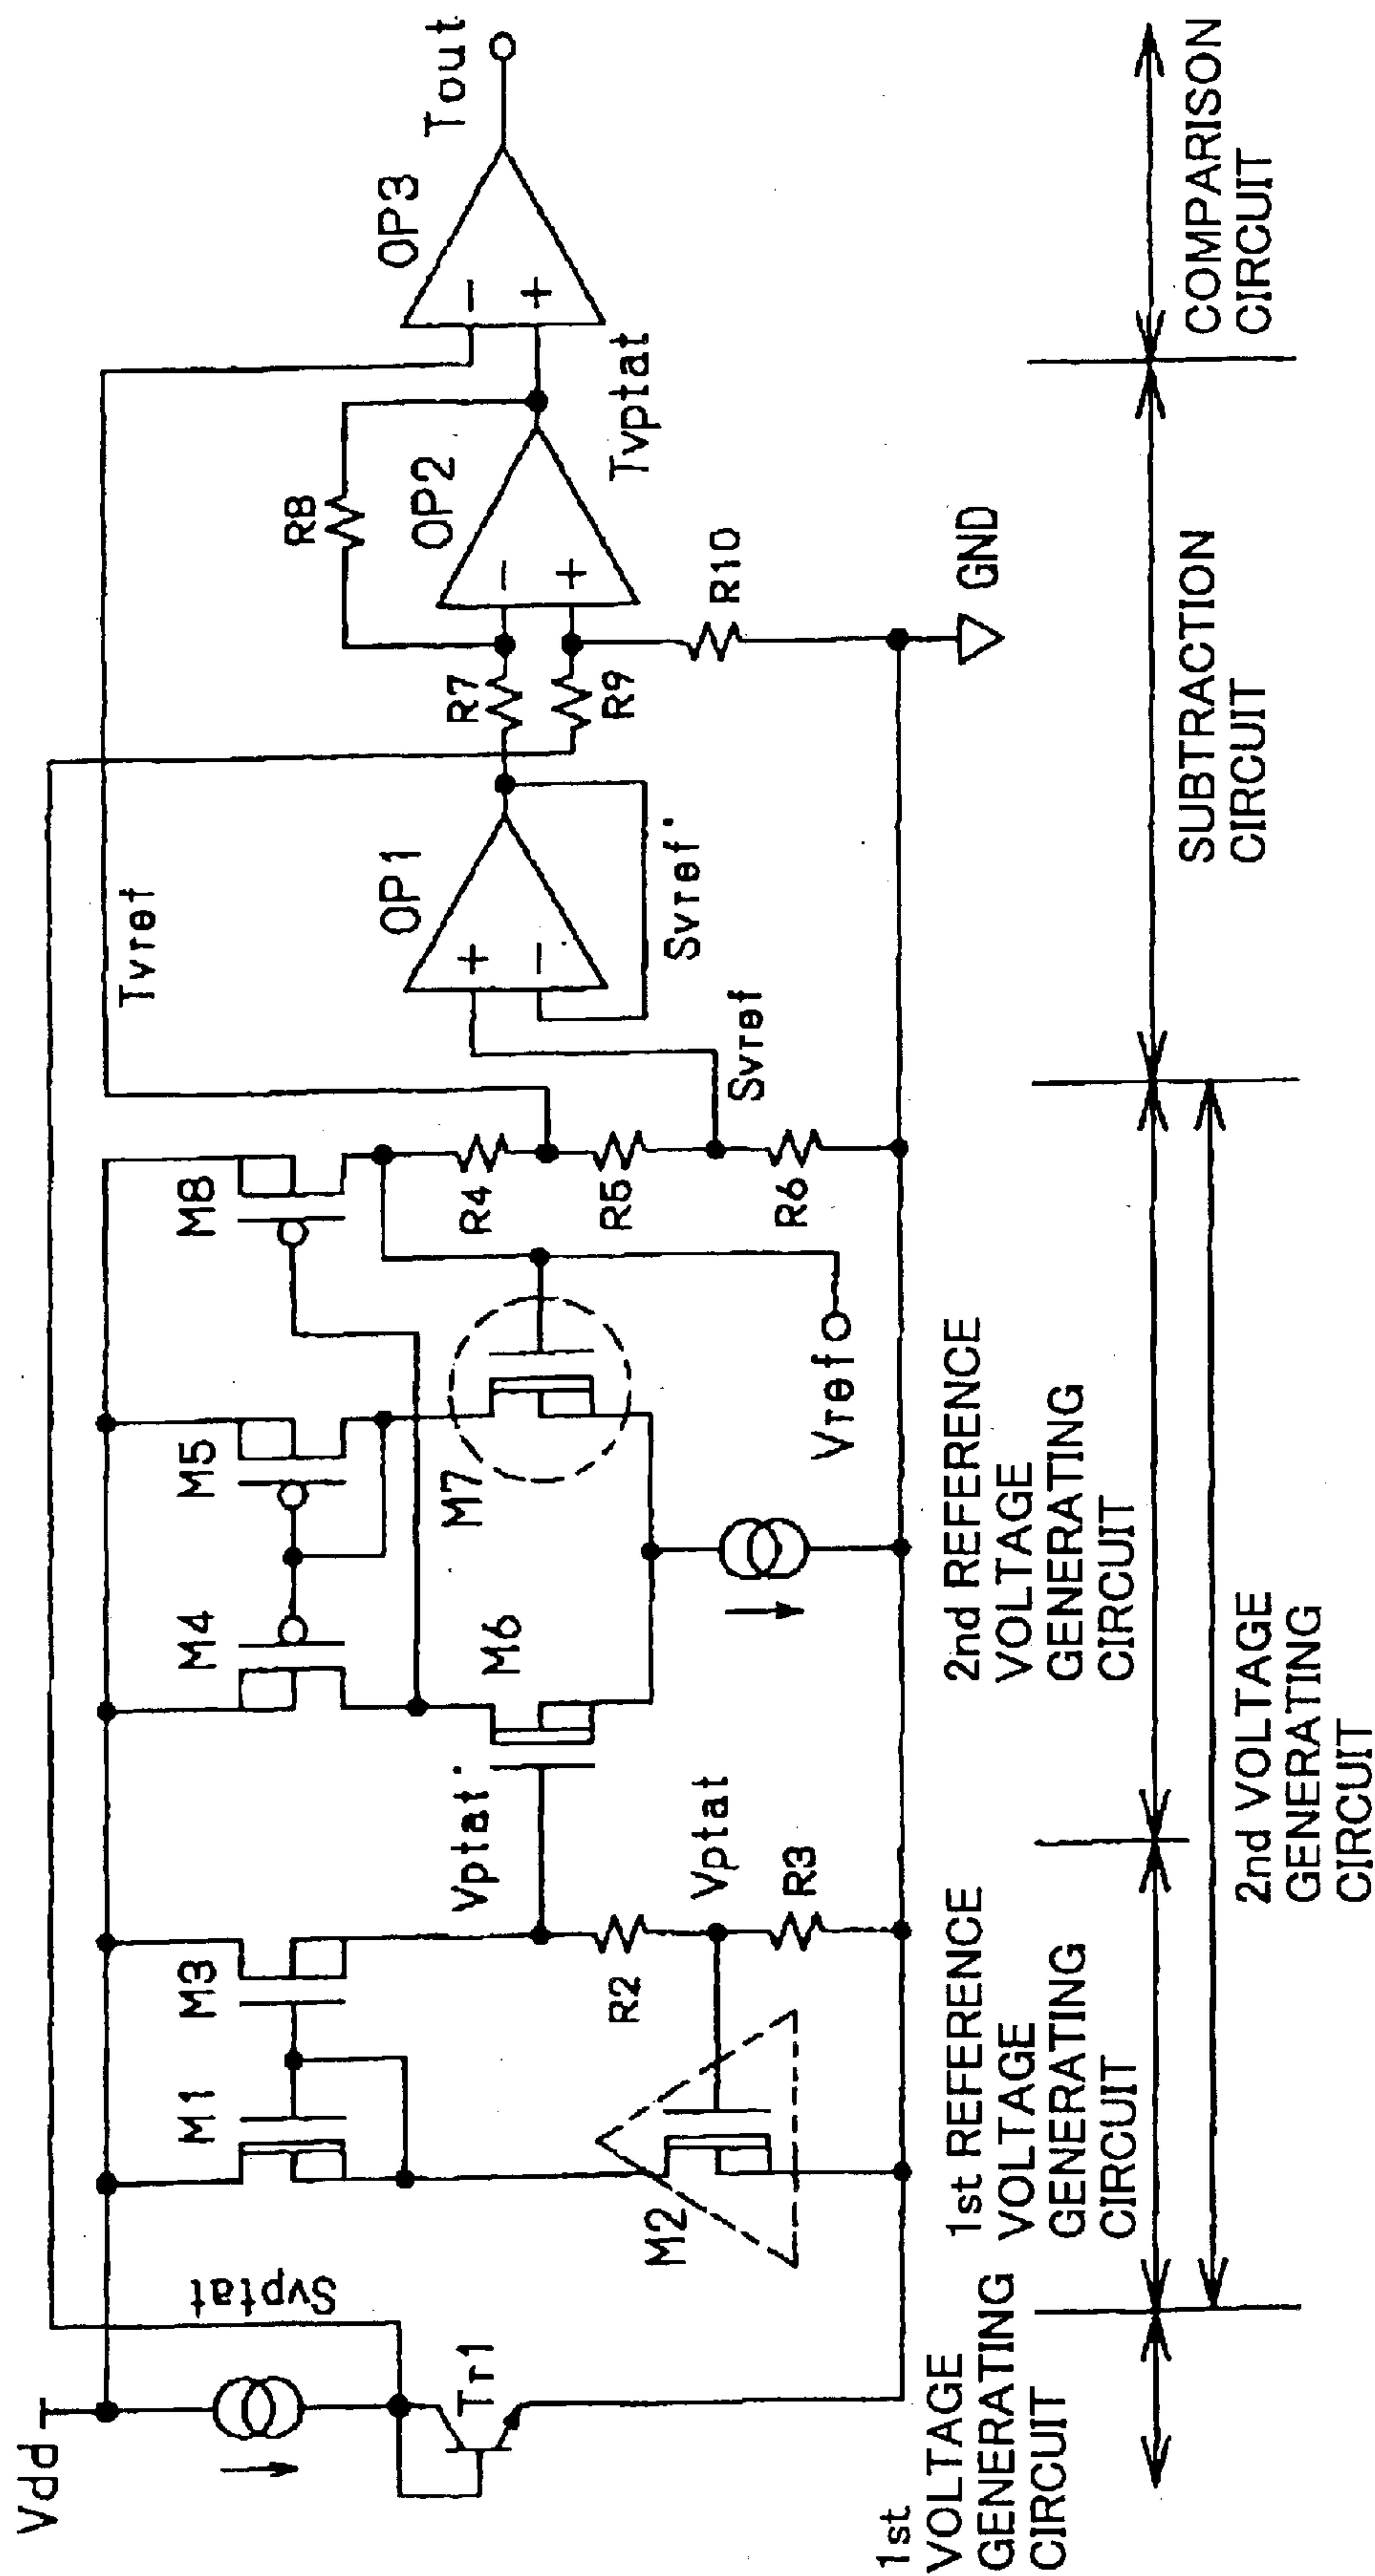 Vdd
Svptat
Tr1
M1
M3
M2
R2
R3
Vptat'
Vptat
M4
M5
M6
M7
M8
Vref
R4
R5
R6
Tvref
Svref
OP1
Svref'
R7
R9
R8
OP2
R10
GND
Tvptat
OP3
Tout
1st
VOLTAGE
GENERATING
CIRCUIT
1st REFERENCE
VOLTAGE
GENERATING
CIRCUIT
2nd REFERENCE
VOLTAGE
GENERATING
CIRCUIT
2nd VOLTAGE
GENERATING
CIRCUIT
SUBTRACTION
CIRCUIT
COMPARISON
CIRCUIT